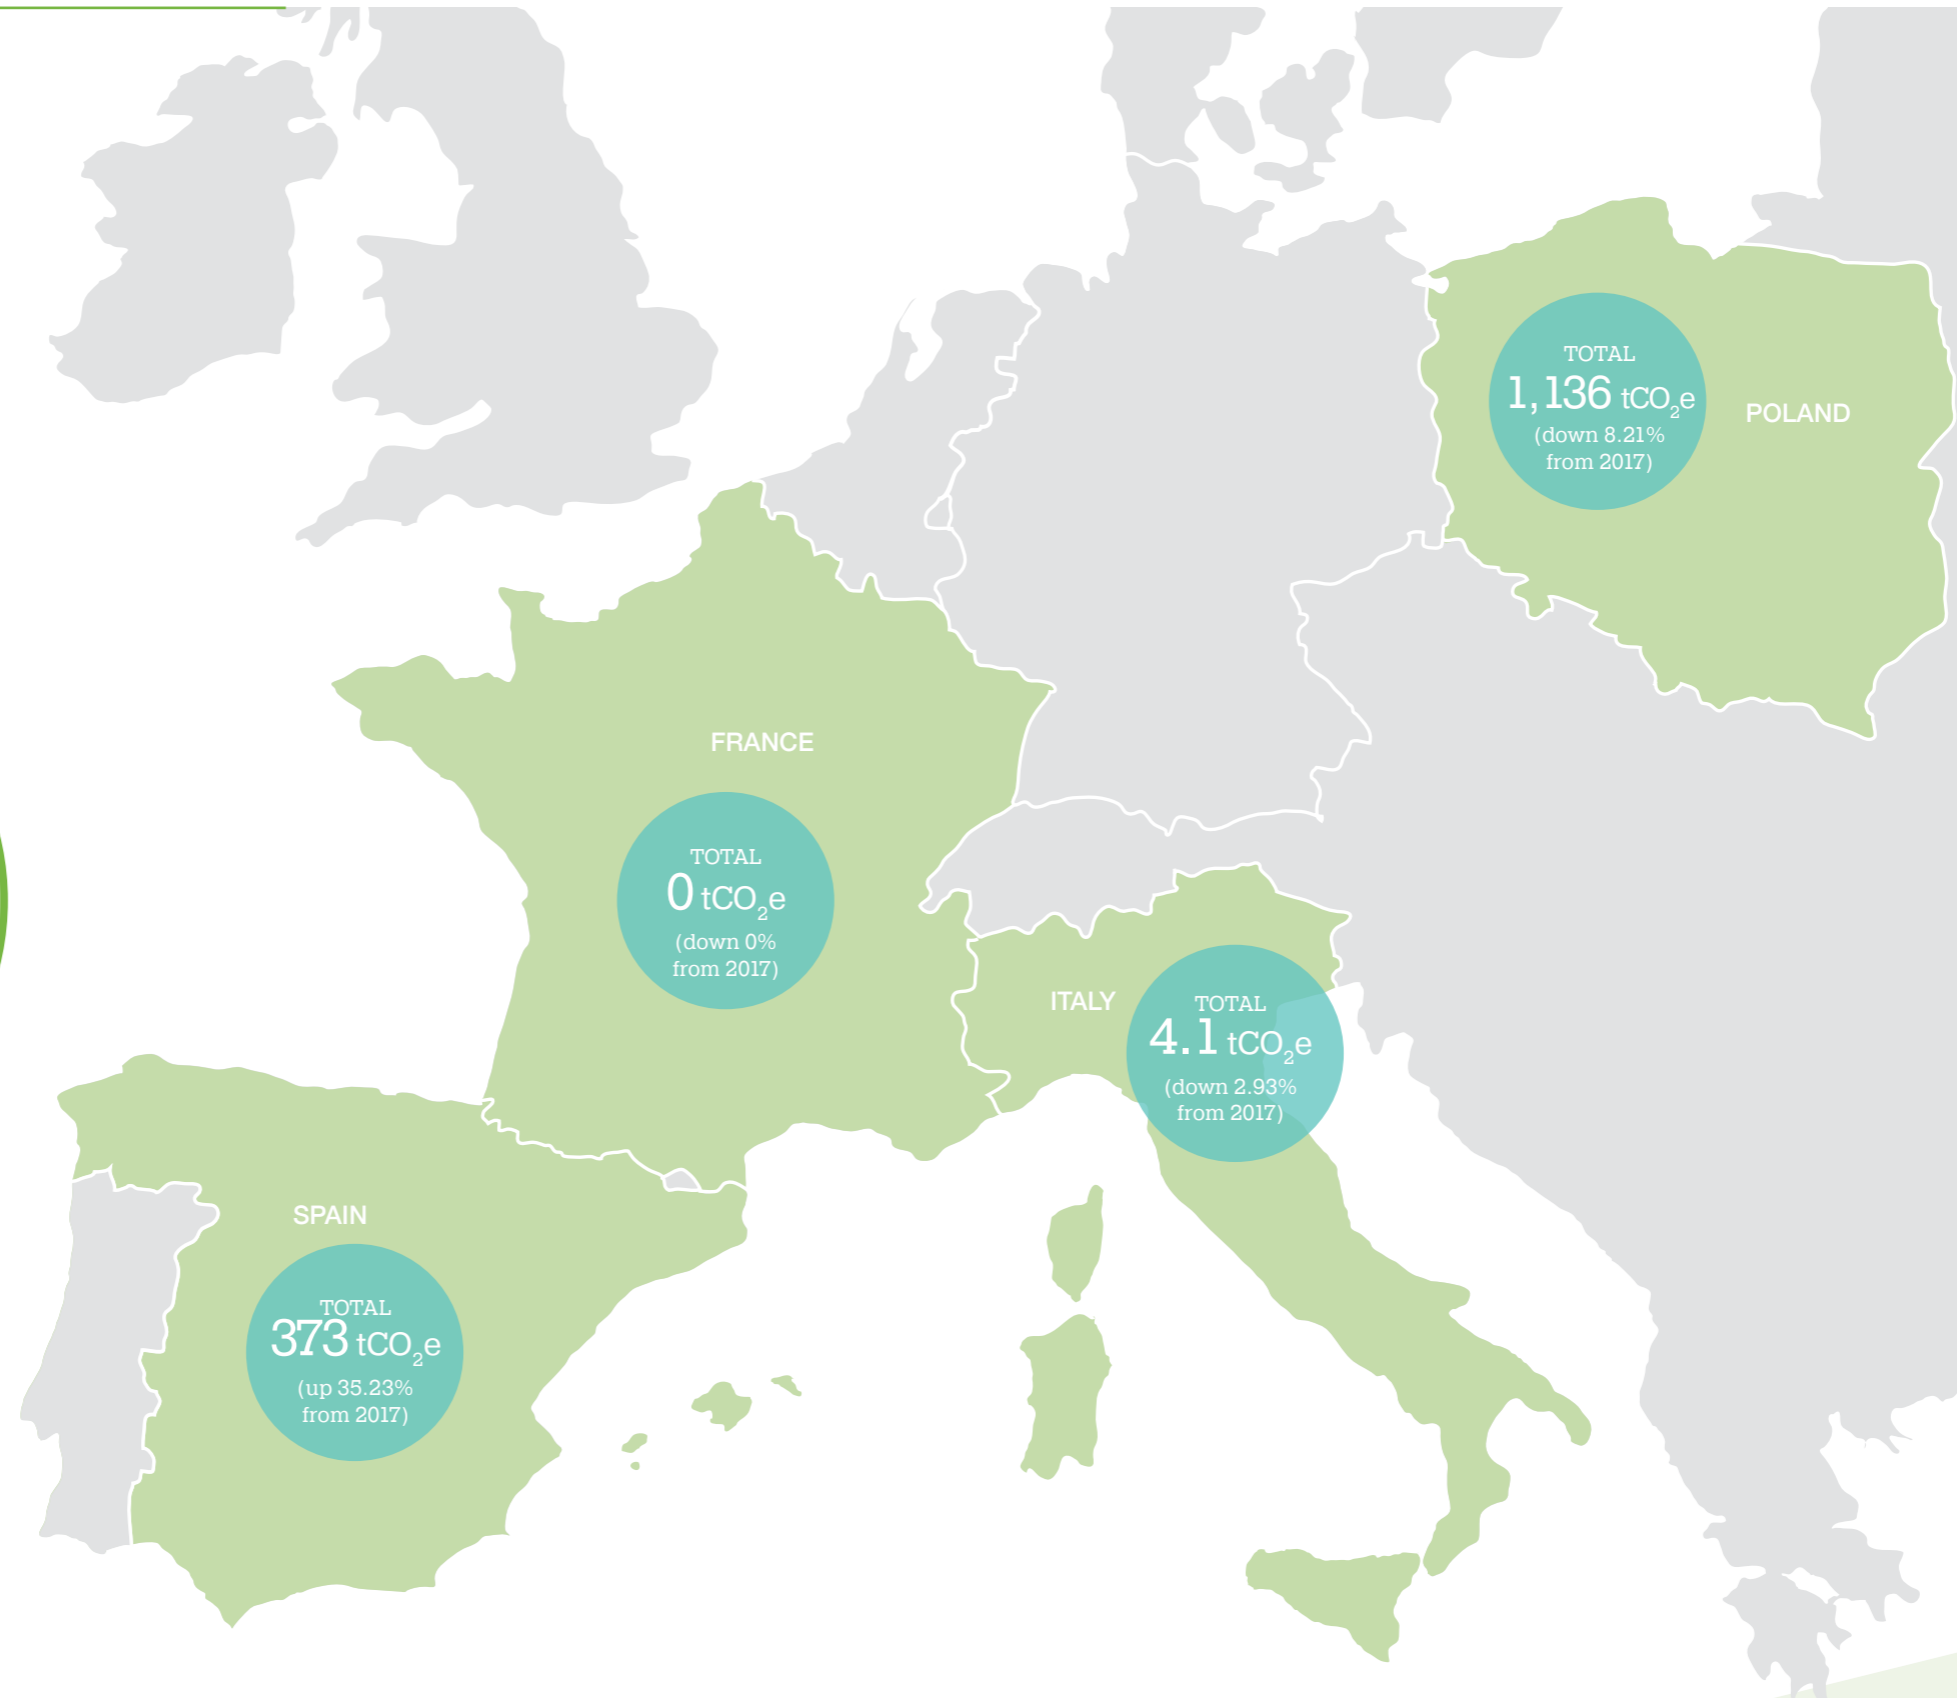 TOTAL
1,136 tCO₂e
(down 8.21%
from 2017)
POLAND
FRANCE
TOTAL
0 tCO₂e
(down 0%
from 2017)
ITALY
TOTAL
4.1 tCO₂e
(down 2.93%
from 2017)
SPAIN
TOTAL
373 tCO₂e
(up 35.23%
from 2017)